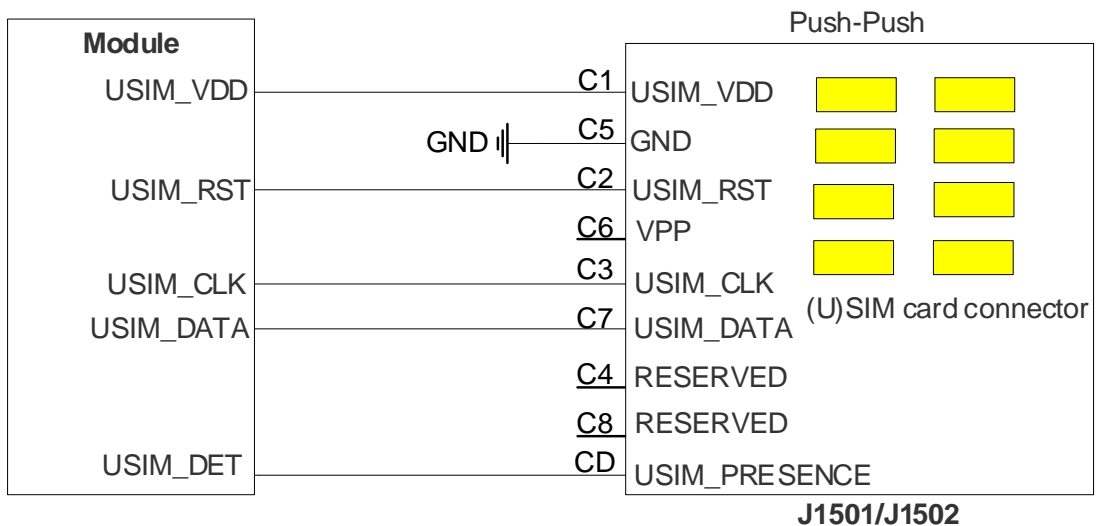 Push-Push
Module
USIM_VDD
C1
USIM_VDD
GND
C5
GND
USIM_RST
C2
USIM_RST
C6
VPP
USIM_CLK
C3
USIM_CLK
(U)SIM card connector
USIM_DATA
C7
USIM_DATA
C4
RESERVED
C8
RESERVED
USIM_DET
CD
USIM_PRESENCE
J1501/J1502